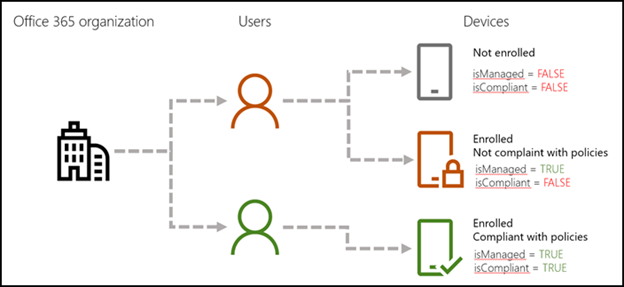 Office 365 organization
Users
Devices
Not enrolled
isManaged = FALSE
isCompliant = FALSE
Enrolled
Not complaint with policies
isManaged = TRUE
isCompliant = FALSE
Enrolled
Compliant with policies
isManaged = TRUE
isCompliant = TRUE